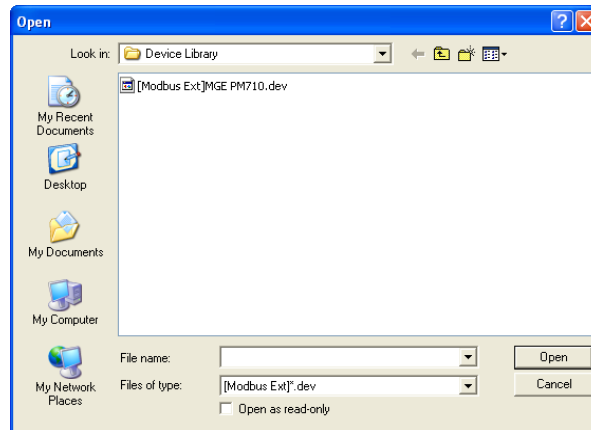 Open
Look in: Device Library
[Modbus Ext]MGE PM710.dev
My Recent
Documents
Desktop
My Documents
My Computer
My Network
Places
File name:
Open
Files of type: [Modbus Ext]*.dev
Cancel
Open as read-only